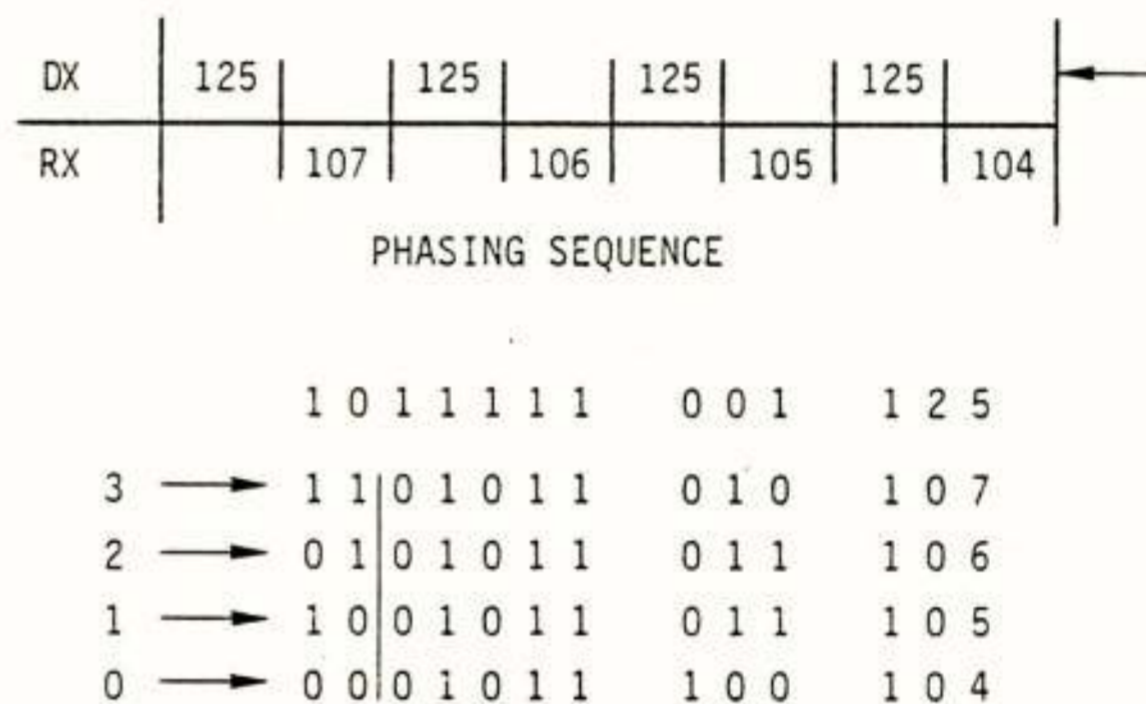 DX 125 125 125 125
RX 107 106 105 104
PHASING SEQUENCE
1 0 1 1 1 1 1 0 0 1 1 2 5
3 1 1 0 1 0 1 1 0 1 0 1 0 7
2 0 1 0 1 0 1 1 0 1 1 1 0 6
1 1 0 0 1 0 1 1 0 1 1 1 0 5
0 0 0 0 1 0 1 1 1 0 0 1 0 4